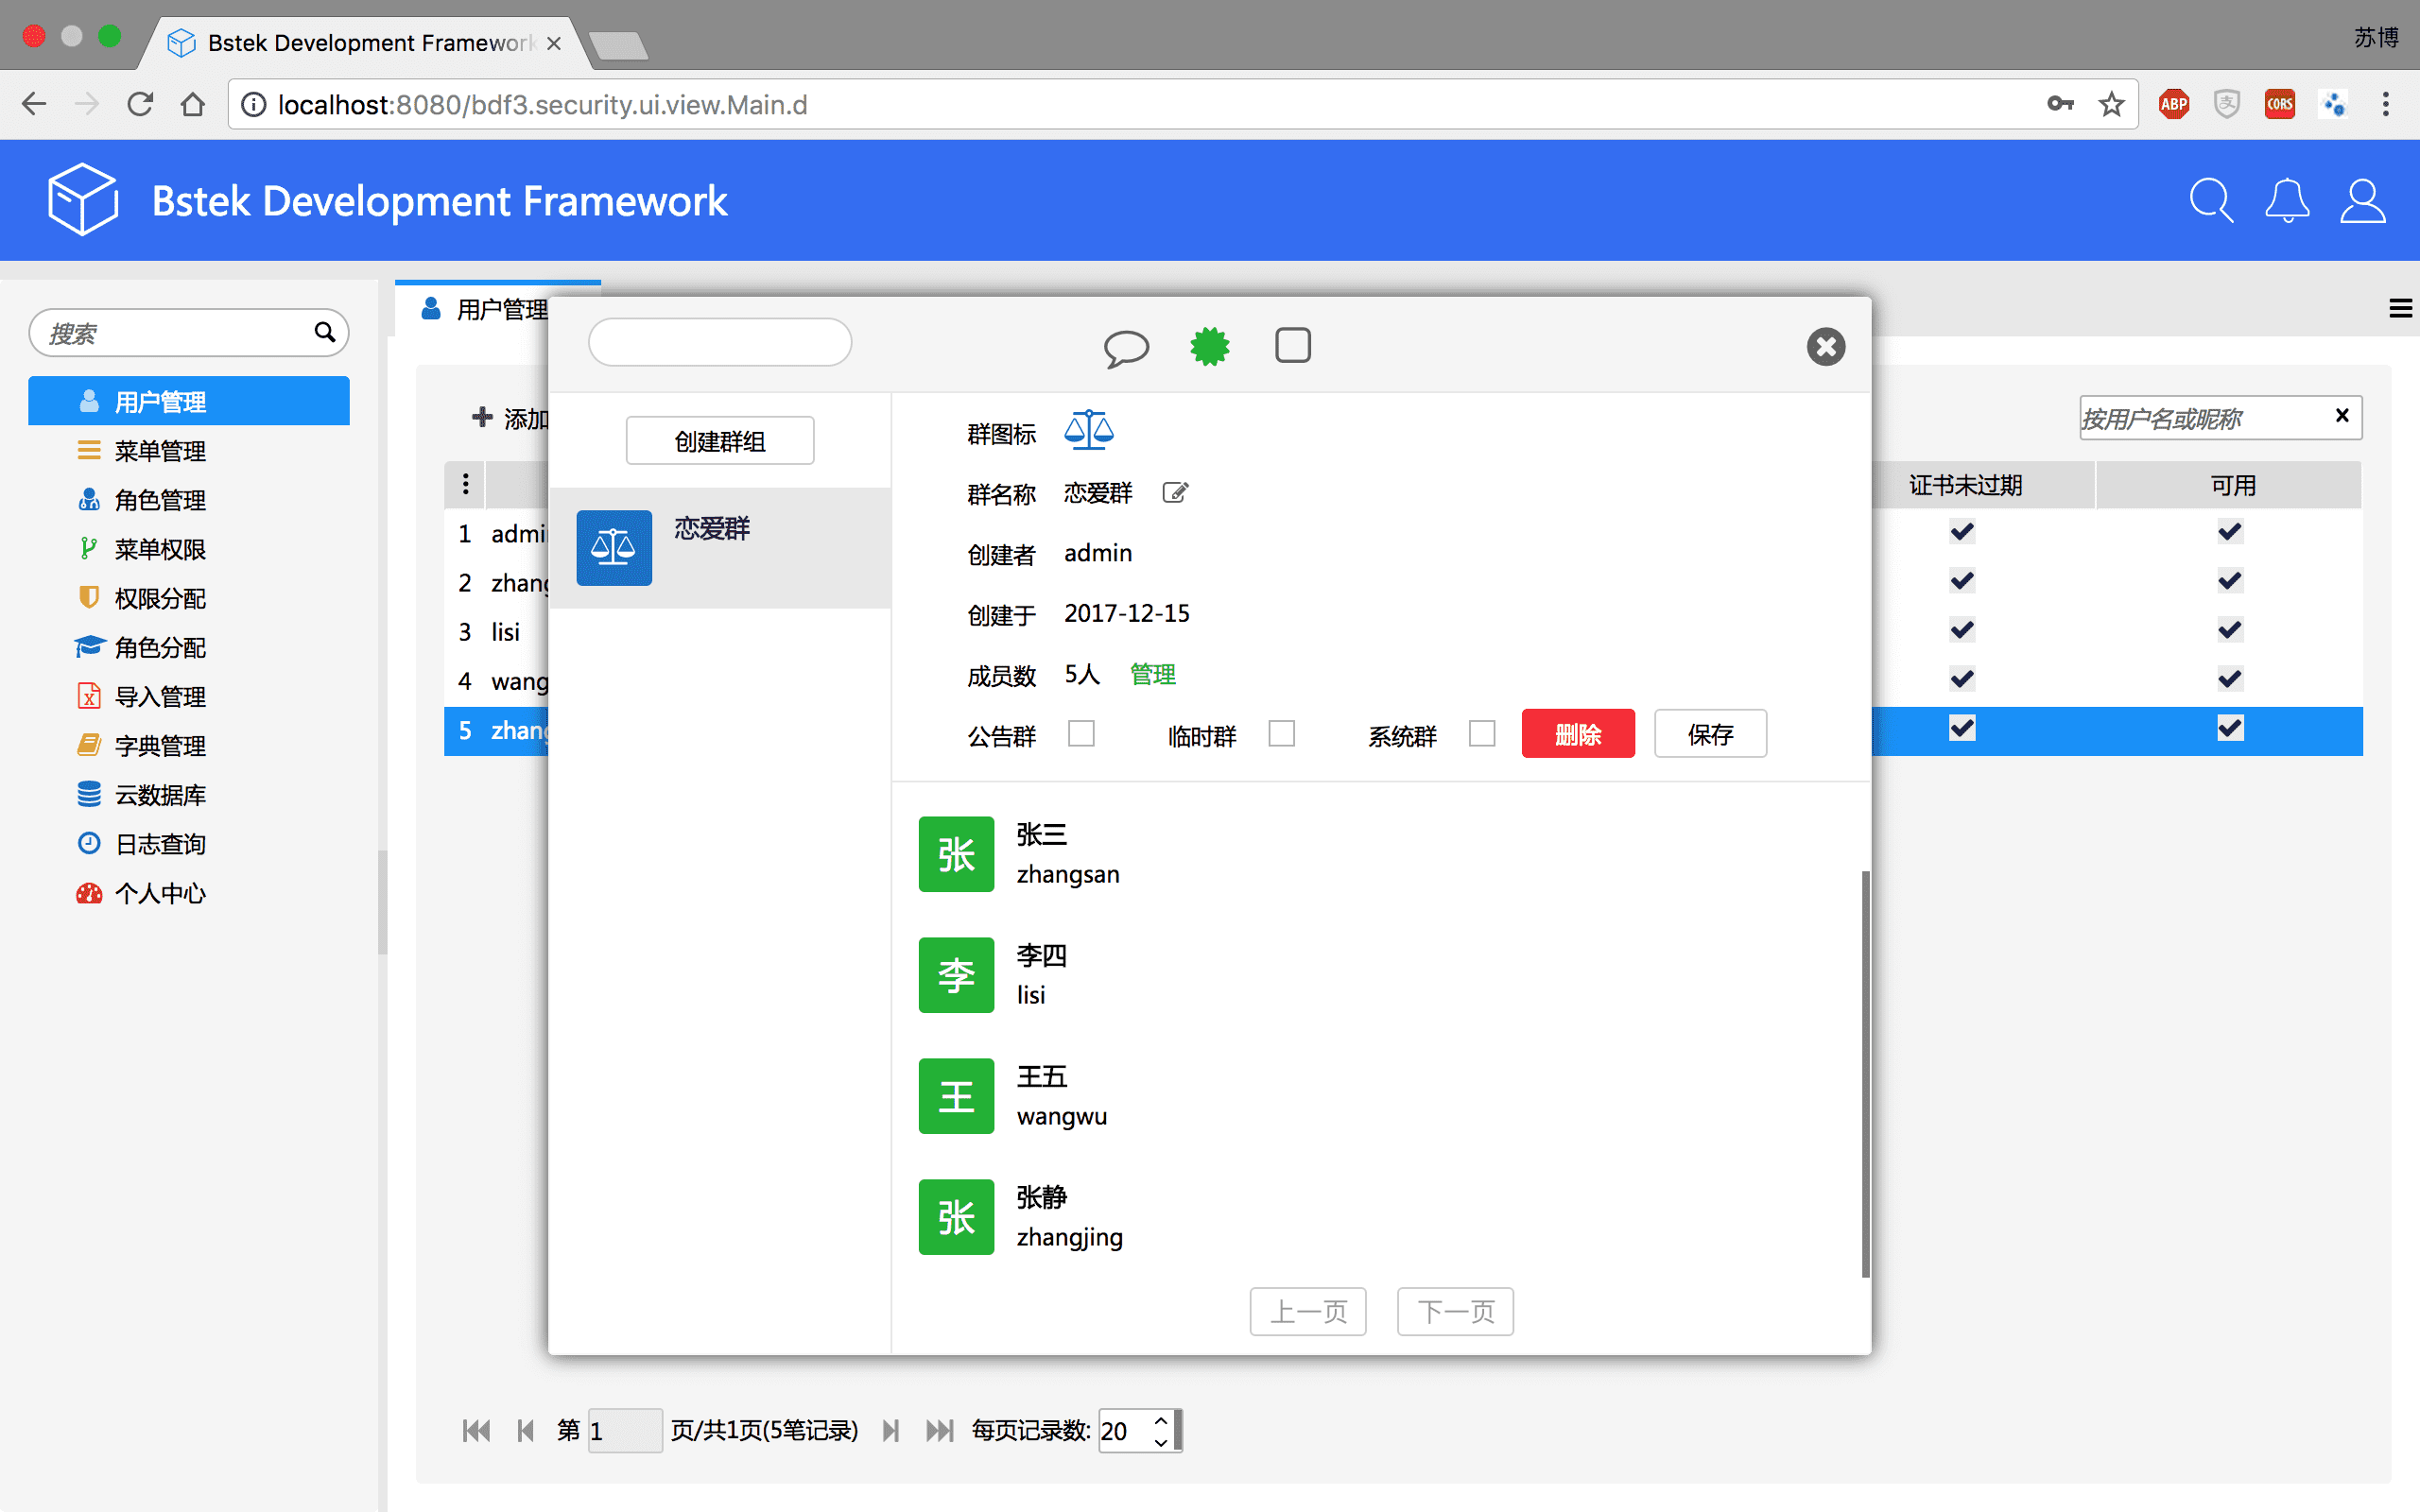 Bstek Development Framework
苏博
localhost:8080/bdf3.security.ui.view.Main.d
ABP
支
CORS
Bstek Development Framework
搜索
用户管理
菜单管理
角色管理
菜单权限
权限分配
角色分配
导入管理
字典管理
云数据库
日志查询
个人中心
用户管理
添加
按用户名或昵称
证书未过期 可用
1 admi
2 zhang
3 lisi
4 wang
5 zhang
创建群组
恋爱群
群图标
群名称 恋爱群
创建者 admin
创建于 2017-12-15
成员数 5人 管理
公告群 临时群 系统群 删除 保存
张 张三
zhangsan
李 李四
lisi
王 王五
wangwu
张 张静
zhangjing
上一页 下一页
第 1 页/共1页(5笔记录) 每页记录数: 20